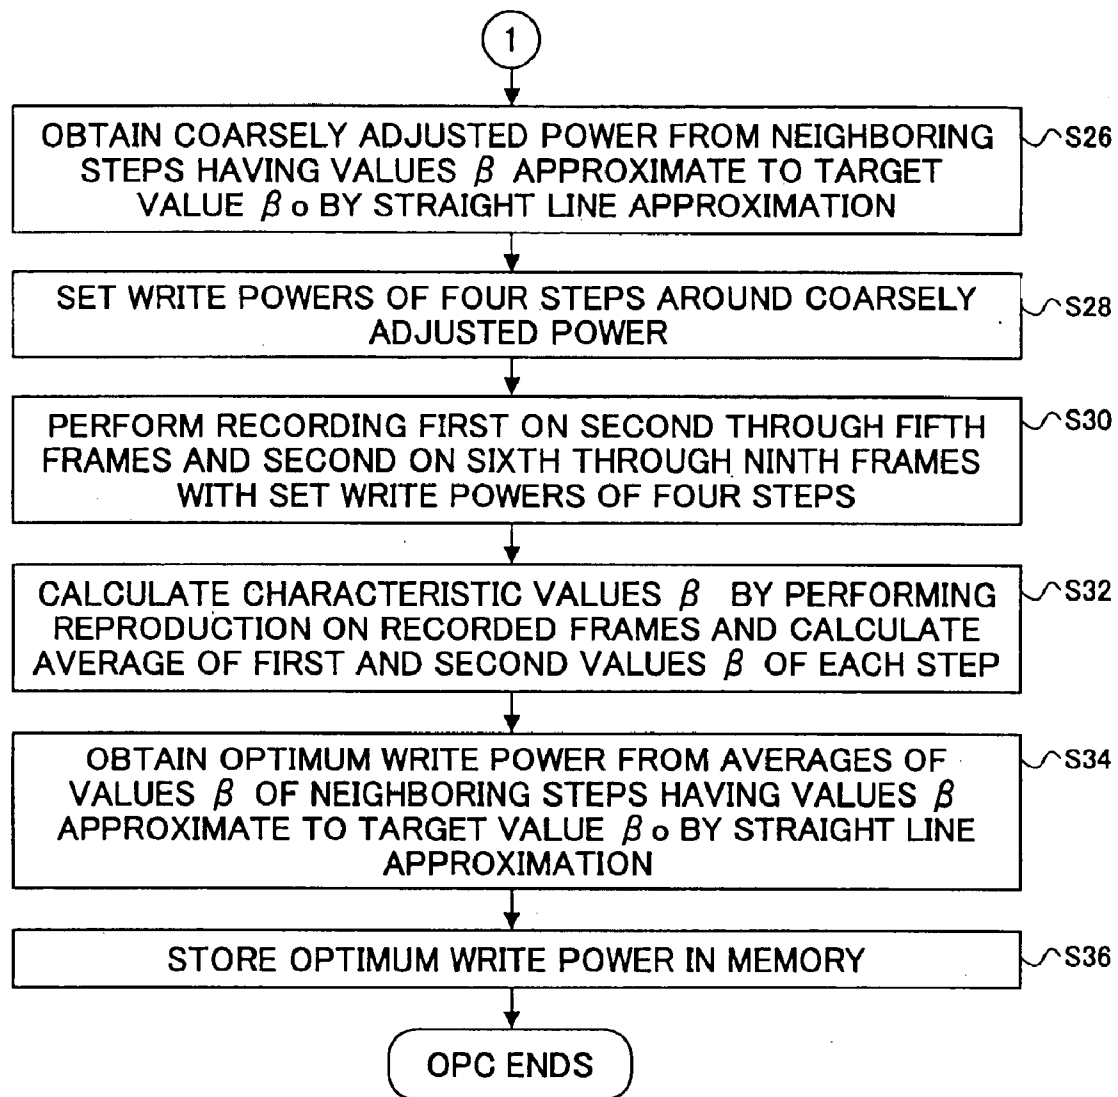 1
OBTAIN COARSELY ADJUSTED POWER FROM NEIGHBORING
STEPS HAVING VALUES β APPROXIMATE TO TARGET
VALUE βo BY STRAIGHT LINE APPROXIMATION
S26
SET WRITE POWERS OF FOUR STEPS AROUND COARSELY
ADJUSTED POWER
S28
PERFORM RECORDING FIRST ON SECOND THROUGH FIFTH
FRAMES AND SECOND ON SIXTH THROUGH NINTH FRAMES
WITH SET WRITE POWERS OF FOUR STEPS
S30
CALCULATE CHARACTERISTIC VALUES β BY PERFORMING
REPRODUCTION ON RECORDED FRAMES AND CALCULATE
AVERAGE OF FIRST AND SECOND VALUES β OF EACH STEP
S32
OBTAIN OPTIMUM WRITE POWER FROM AVERAGES OF
VALUES β OF NEIGHBORING STEPS HAVING VALUES β
APPROXIMATE TO TARGET VALUE βo BY STRAIGHT LINE
APPROXIMATION
S34
STORE OPTIMUM WRITE POWER IN MEMORY
S36
OPC ENDS